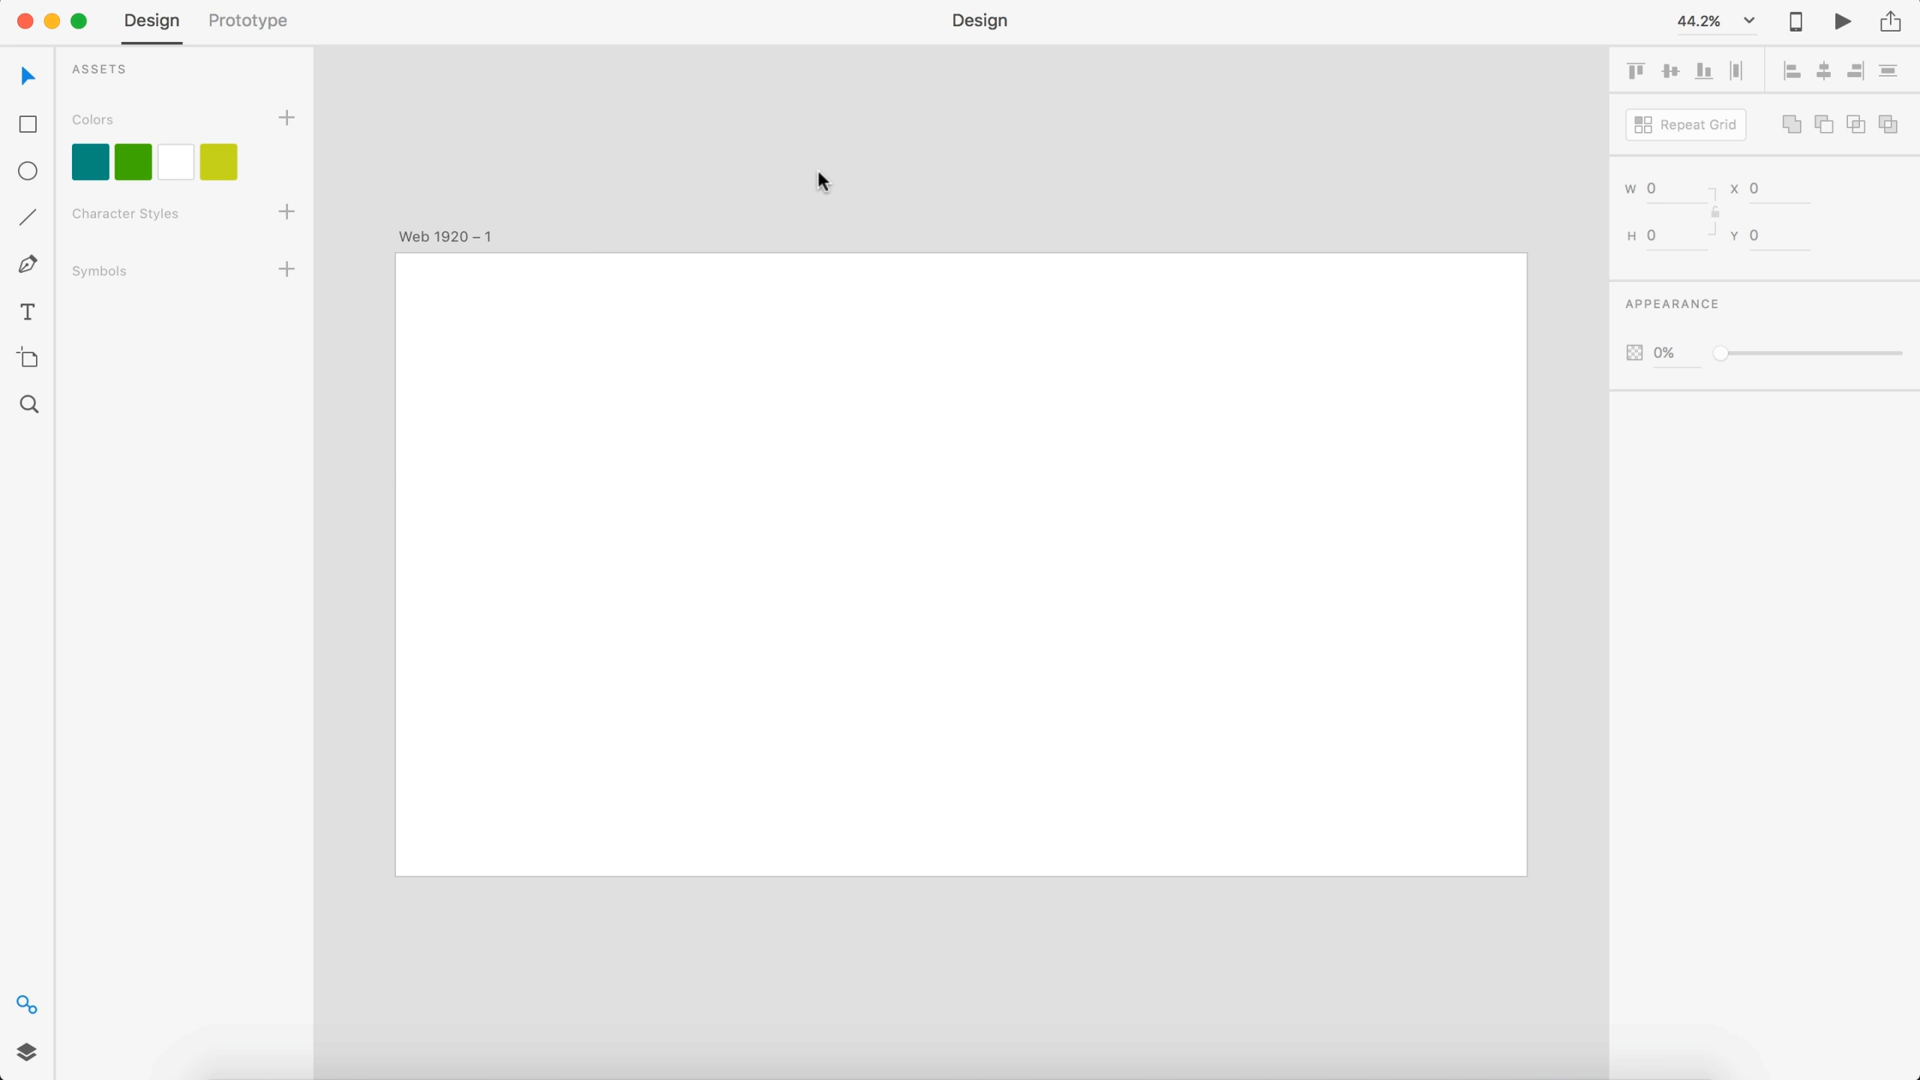 Design
Prototype
Design
44.2%
ASSETS
Colors
Character Styles
Symbols
Web 1920 – 1
Repeat Grid
W 0
X 0
H 0
Y 0
APPEARANCE
0%